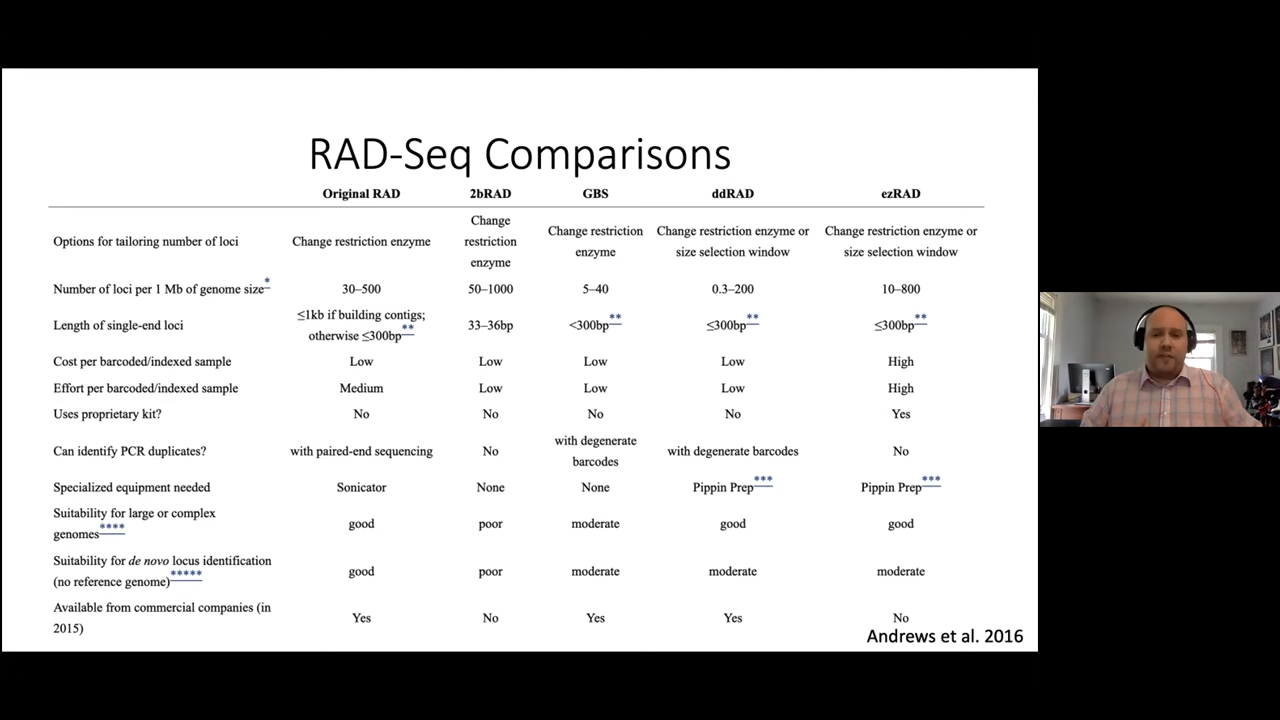 RAD-Seq Comparisons
Original RAD 2bRAD GBS ddRAD ezRAD
Options for tailoring number of loci Change restriction enzyme Change restriction enzyme Change restriction enzyme Change restriction enzyme or size selection window Change restriction enzyme or size selection window
Number of loci per 1 Mb of genome size* 30–500 50–1000 5–40 0.3–200 10–800
Length of single-end loci ≤1kb if building contigs; otherwise ≤300bp** 33–36bp <300bp** ≤300bp** ≤300bp**
Cost per barcoded/indexed sample Low Low Low Low High
Effort per barcoded/indexed sample Medium Low Low Low High
Uses proprietary kit? No No No No Yes
Can identify PCR duplicates? with paired-end sequencing No with degenerate barcodes with degenerate barcodes No
Specialized equipment needed Sonicator None None Pippin Prep*** Pippin Prep***
Suitability for large or complex genomes**** good poor moderate good good
Suitability for de novo locus identification (no reference genome)***** good poor moderate moderate moderate
Available from commercial companies (in 2015) Yes No Yes Yes No
Andrews et al. 2016